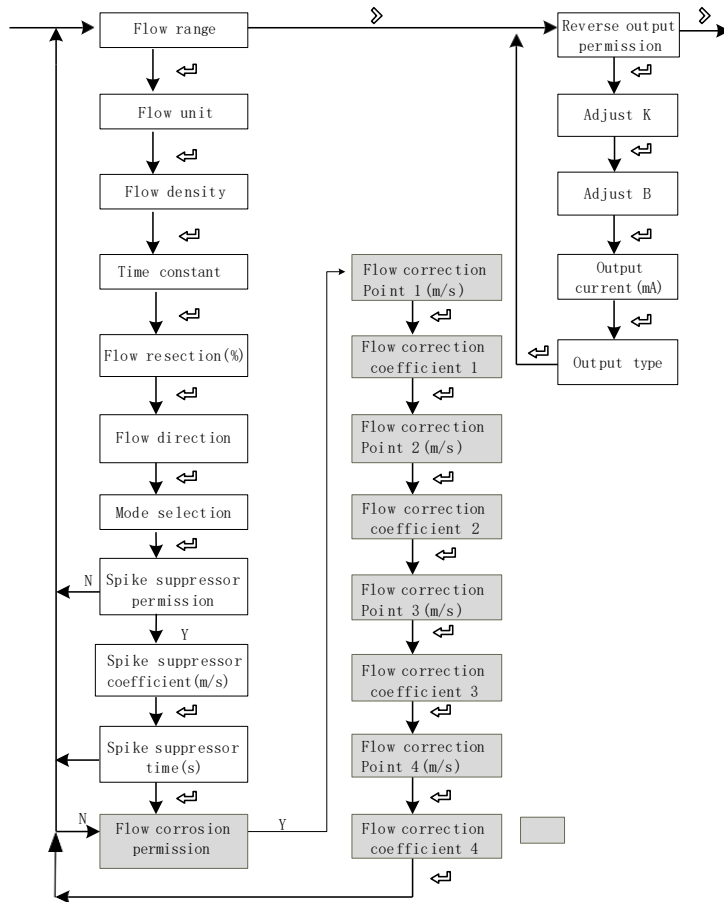 Flow range
Flow unit
Flow density
Time constant
Flow resection(%)
Flow direction
Mode selection
N
Spike suppressor
permission
Y
Spike suppressor
coefficient(m/s)
Spike suppressor
time(s)
N
Flow corrosion
permission
Y
Flow correction
Point 1(m/s)
Flow correction
coefficient 1
Flow correction
Point 2(m/s)
Flow correction
coefficient 2
Flow correction
Point 3(m/s)
Flow correction
coefficient 3
Flow correction
Point 4(m/s)
Flow correction
coefficient 4
Reverse output
permission
Adjust K
Adjust B
Output
current(mA)
Output type